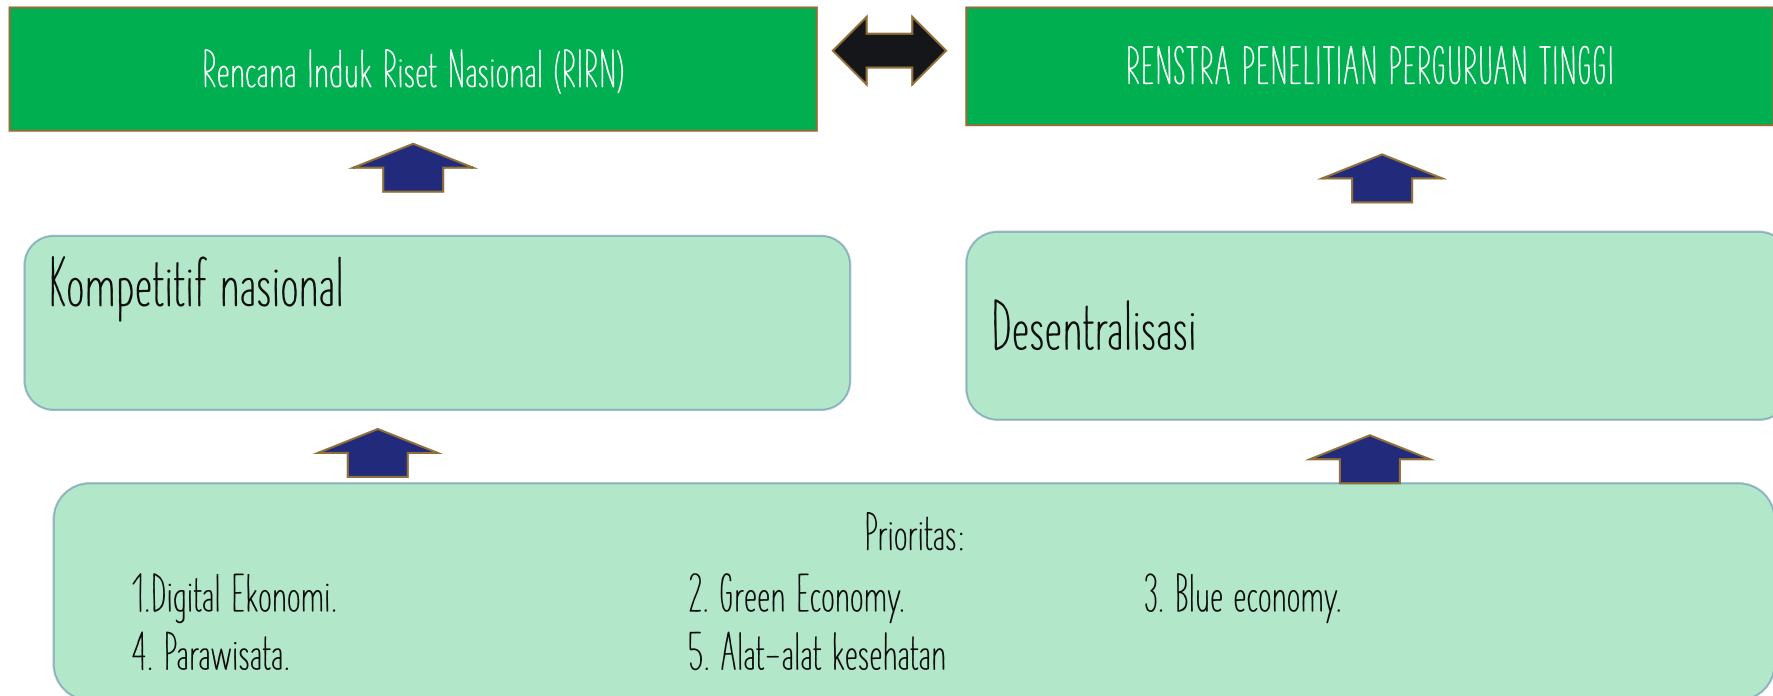 Rencana Induk Riset Nasional (RIRN)
RENSTRA PENELITIAN PERGURUAN TINGGI
Kompetitif nasional
Desentralisasi
Prioritas:
1.Digital Ekonomi. 2. Green Economy. 3. Blue economy.
4. Parawisata. 5. Alat-alat kesehatan